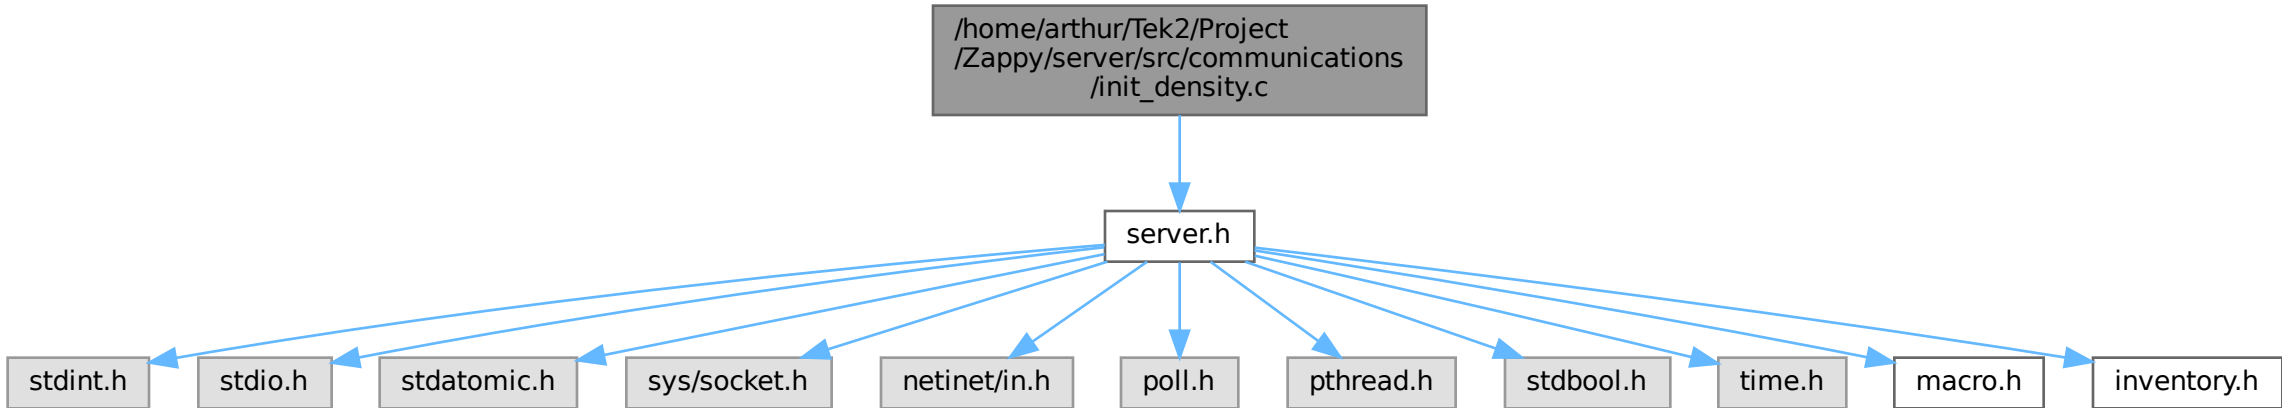 /home/arthur/Tek2/Project
/Zappy/server/src/communications
/init_density.c
server.h
stdint.h
stdio.h
stdatomic.h
sys/socket.h
netinet/in.h
poll.h
pthread.h
stdbool.h
time.h
macro.h
inventory.h